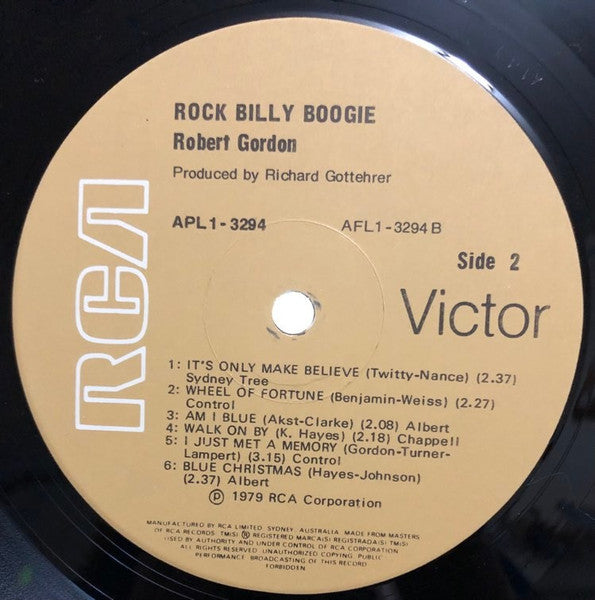 ROCK BILLY BOOGIE
Robert Gordon
Produced by Richard Gottehrer
APL1-3294 AFL1-3294 B
Side 2
RCA Victor
1: IT'S ONLY MAKE BELIEVE (Twitty-Nance) (2.37)
Sydney Tree
2: WHEEL OF FORTUNE (Benjamin-Weiss) (2.27)
Control
3: AM I BLUE (Akst-Clarke) (2.08) Albert
4: WALK ON BY (K. Hayes) (2.18) Chappell
5: I JUST MET A MEMORY (Gordon-Turner-
Lampert) (3.15) Control
6: BLUE CHRISTMAS (Hayes-Johnson)
(2.37) Albert
℗ 1979 RCA Corporation
MANUFACTURED BY RCA LIMITED, SYDNEY, AUSTRALIA. MADE FROM MASTERS
OF RCA RECORDS. TM(S) ® REGISTERED MARCA(S) REGISTRADA(S) TM(S)
USED BY AUTHORITY AND UNDER CONTROL OF RCA CORPORATION
ALL RIGHTS RESERVED. UNAUTHORIZED COPYING PUBLIC
PERFORMANCE BROADCASTING OF THIS RECORD
FORBIDDEN